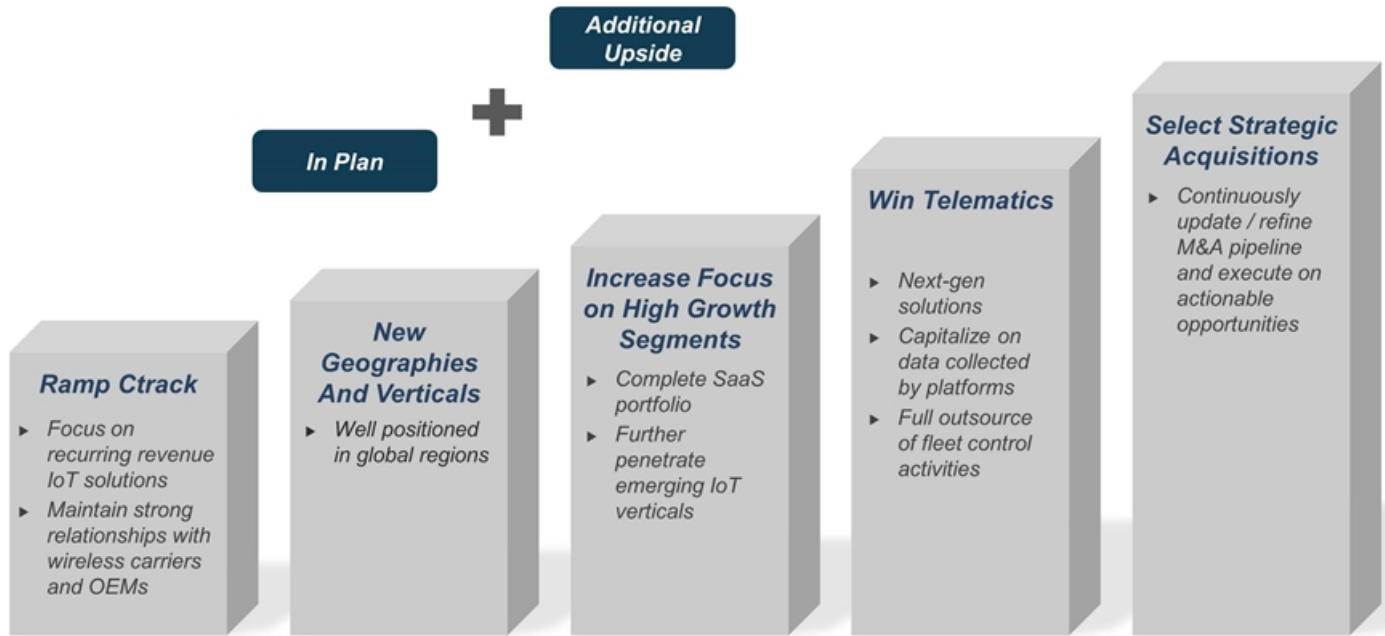 Additional
Upside
In Plan
Ramp Ctrack
► Focus on
recurring revenue
IoT solutions
► Maintain strong
relationships with
wireless carriers
and OEMs
New
Geographies
And Verticals
► Well positioned
in global regions
Increase Focus
on High Growth
Segments
► Complete SaaS
portfolio
► Further
penetrate
emerging IoT
verticals
Win Telematics
► Next-gen
solutions
► Capitalize on
data collected
by platforms
► Full outsource
of fleet control
activities
Select Strategic
Acquisitions
► Continuously
update / refine
M&A pipeline
and execute on
actionable
opportunities